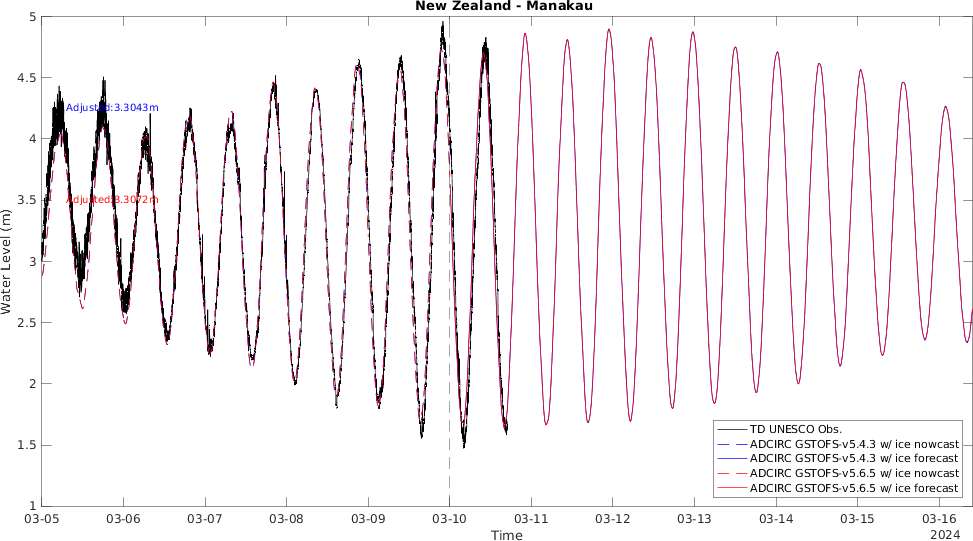 New Zealand - Manakau
5
4.5
4
3.5
3
2.5
2
1.5
1
Water Level (m)
Adjusted:3.3043m
Adjusted:3.3072m
TD UNESCO Obs.
ADCIRC GSTOFS-v5.4.3 w/ ice nowcast
ADCIRC GSTOFS-v5.4.3 w/ ice forecast
ADCIRC GSTOFS-v5.6.5 w/ ice nowcast
ADCIRC GSTOFS-v5.6.5 w/ ice forecast
03-05 03-06 03-07 03-08 03-09 03-10 03-11 03-12 03-13 03-14 03-15 03-16
Time
2024